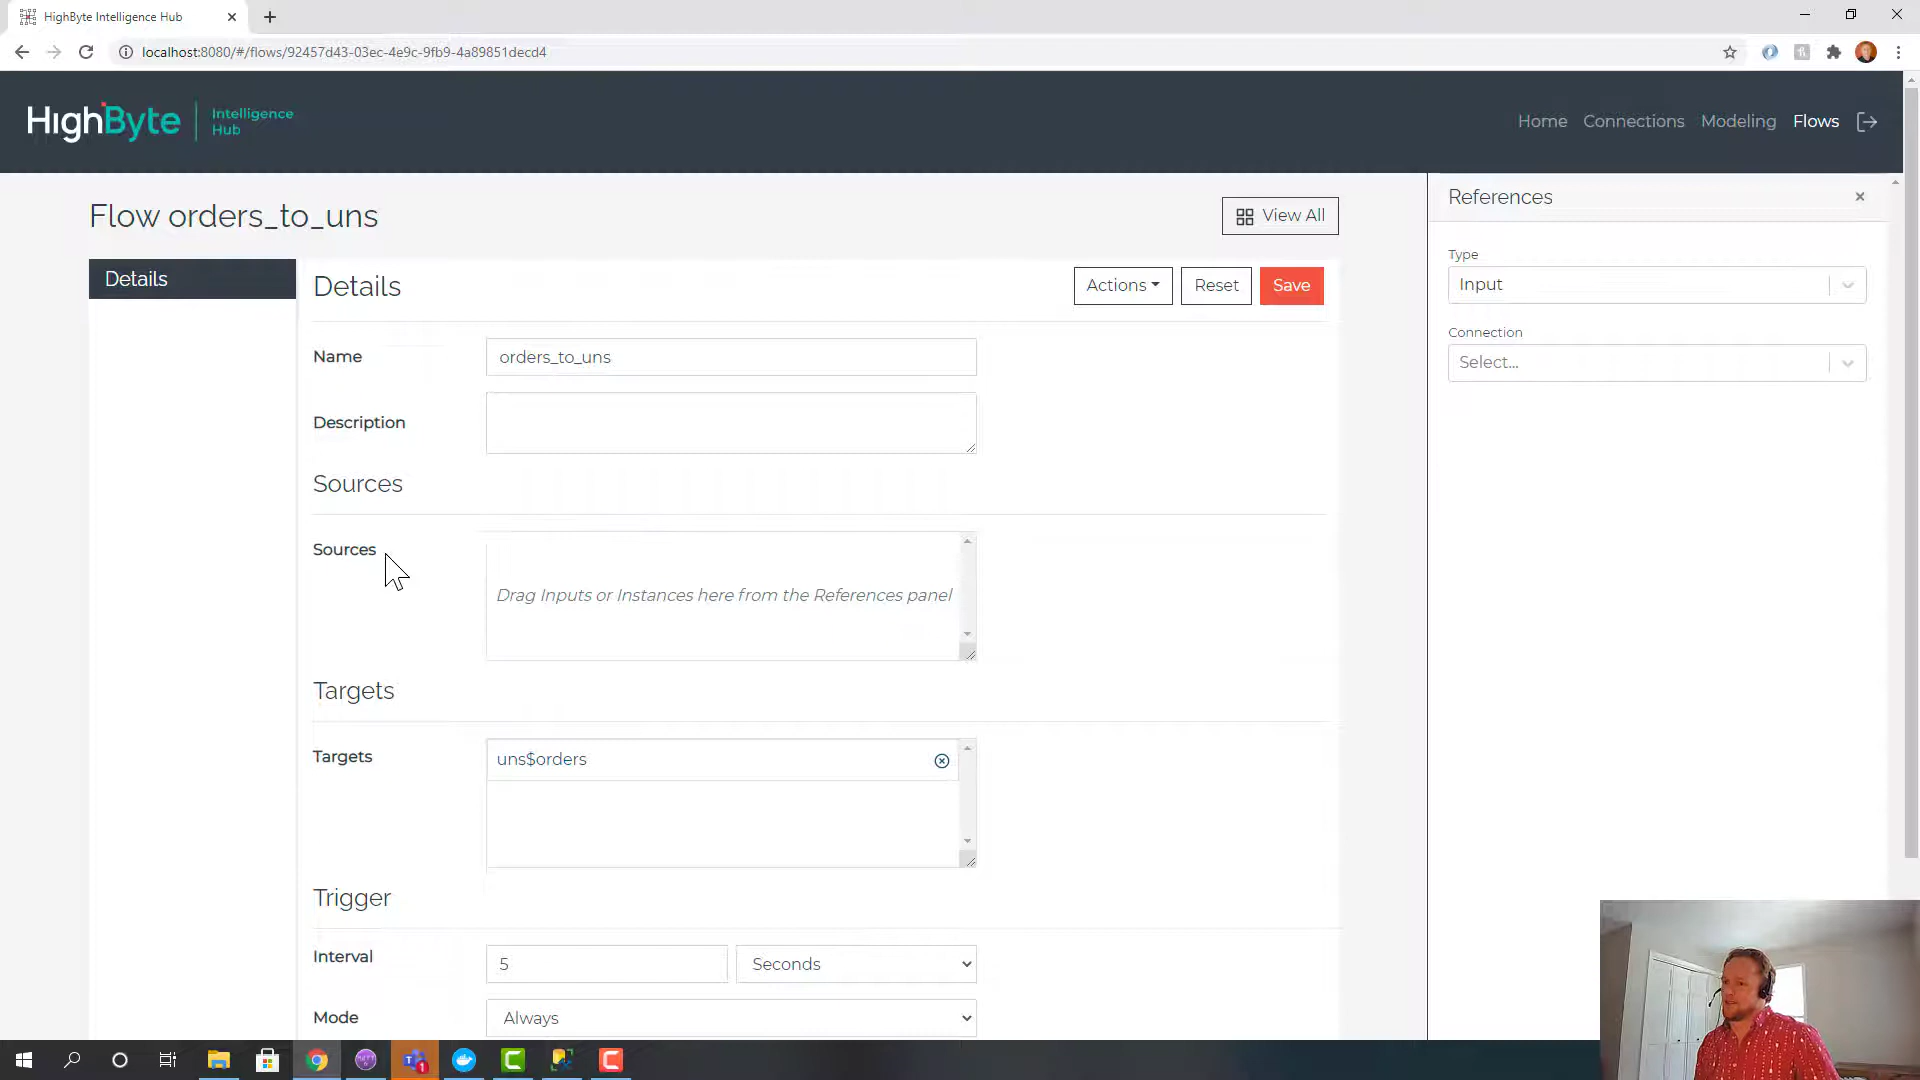 HighByte Intelligence Hub
localhost:8080/#/flows/92457d43-03ec-4e9c-9fb9-4a89851decd4
HighByte
Intelligence
Hub
Home Connections Modeling Flows
Flow orders_to_uns
View All
References
Details
Details
Actions
Reset
Save
Type
Input
Connection
Select...
Name
orders_to_uns
Description
Sources
Sources
Drag Inputs or Instances here from the References panel
Targets
Targets
uns$orders
Trigger
Interval
5
Seconds
Mode
Always